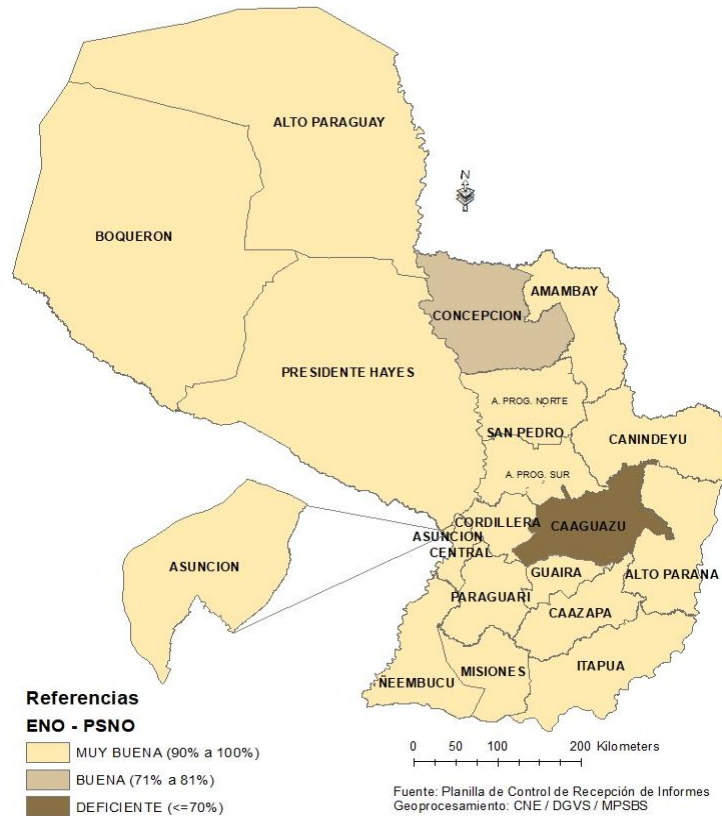 ALTO PARAGUAY
N
BOQUERON
AMAMBAY
CONCEPCION
PRESIDENTE HAYES
A. PROG. NORTE
SAN PEDRO
CANINDEYU
A. PROG. SUR
CORDILLERA
CAAGUAZU
ASUNCION
CENTRAL
ASUNCION
GUAIRA
ALTO PARANA
PARAGUARI
CAAZAPA
MISIONES
ITAPUA
ÑEEMBUCU
Referencias
ENO - PSNO
MUY BUENA (90% a 100%)
BUENA (71% a 81%)
DEFICIENTE (<=70%)
0 50 100 200 Kilometers
Fuente: Planilla de Control de Recepción de Informes
Geoprocesamiento: CNE / DGVS / MPSBS